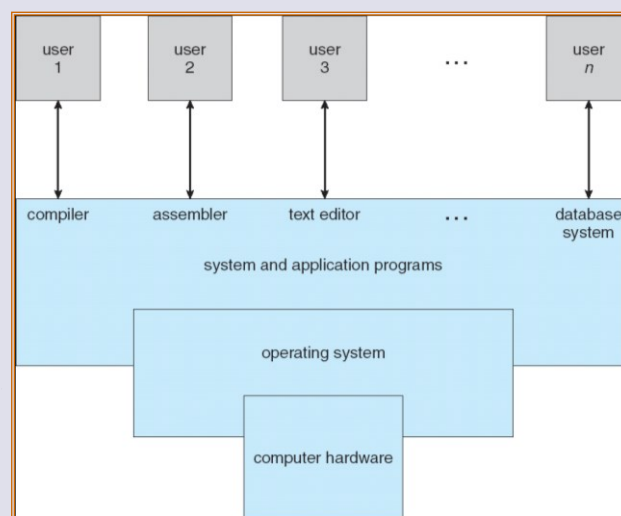 user
1
user
2
user
3
...
user
n
compiler
assembler
text editor
...
database
system
system and application programs
operating system
computer hardware